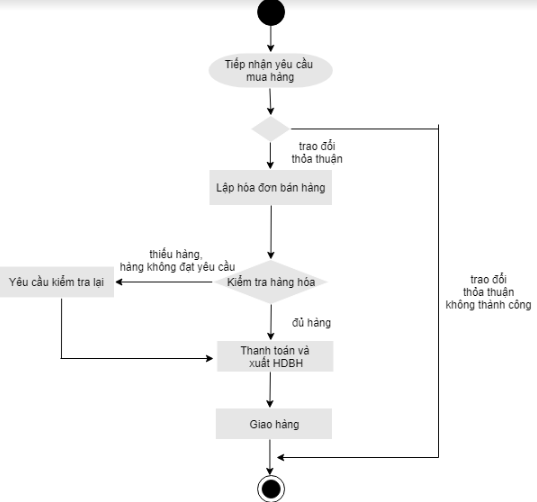 Tiếp nhận yêu cầu
mua hàng
trao đổi
thỏa thuận
Lập hóa đơn bán hàng
thiếu hàng,
hàng không đạt yêu cầu
Yêu cầu kiểm tra lại
Kiểm tra hàng hóa
trao đổi
thỏa thuận
không thành công
đủ hàng
Thanh toán và
xuất HDBH
Giao hàng